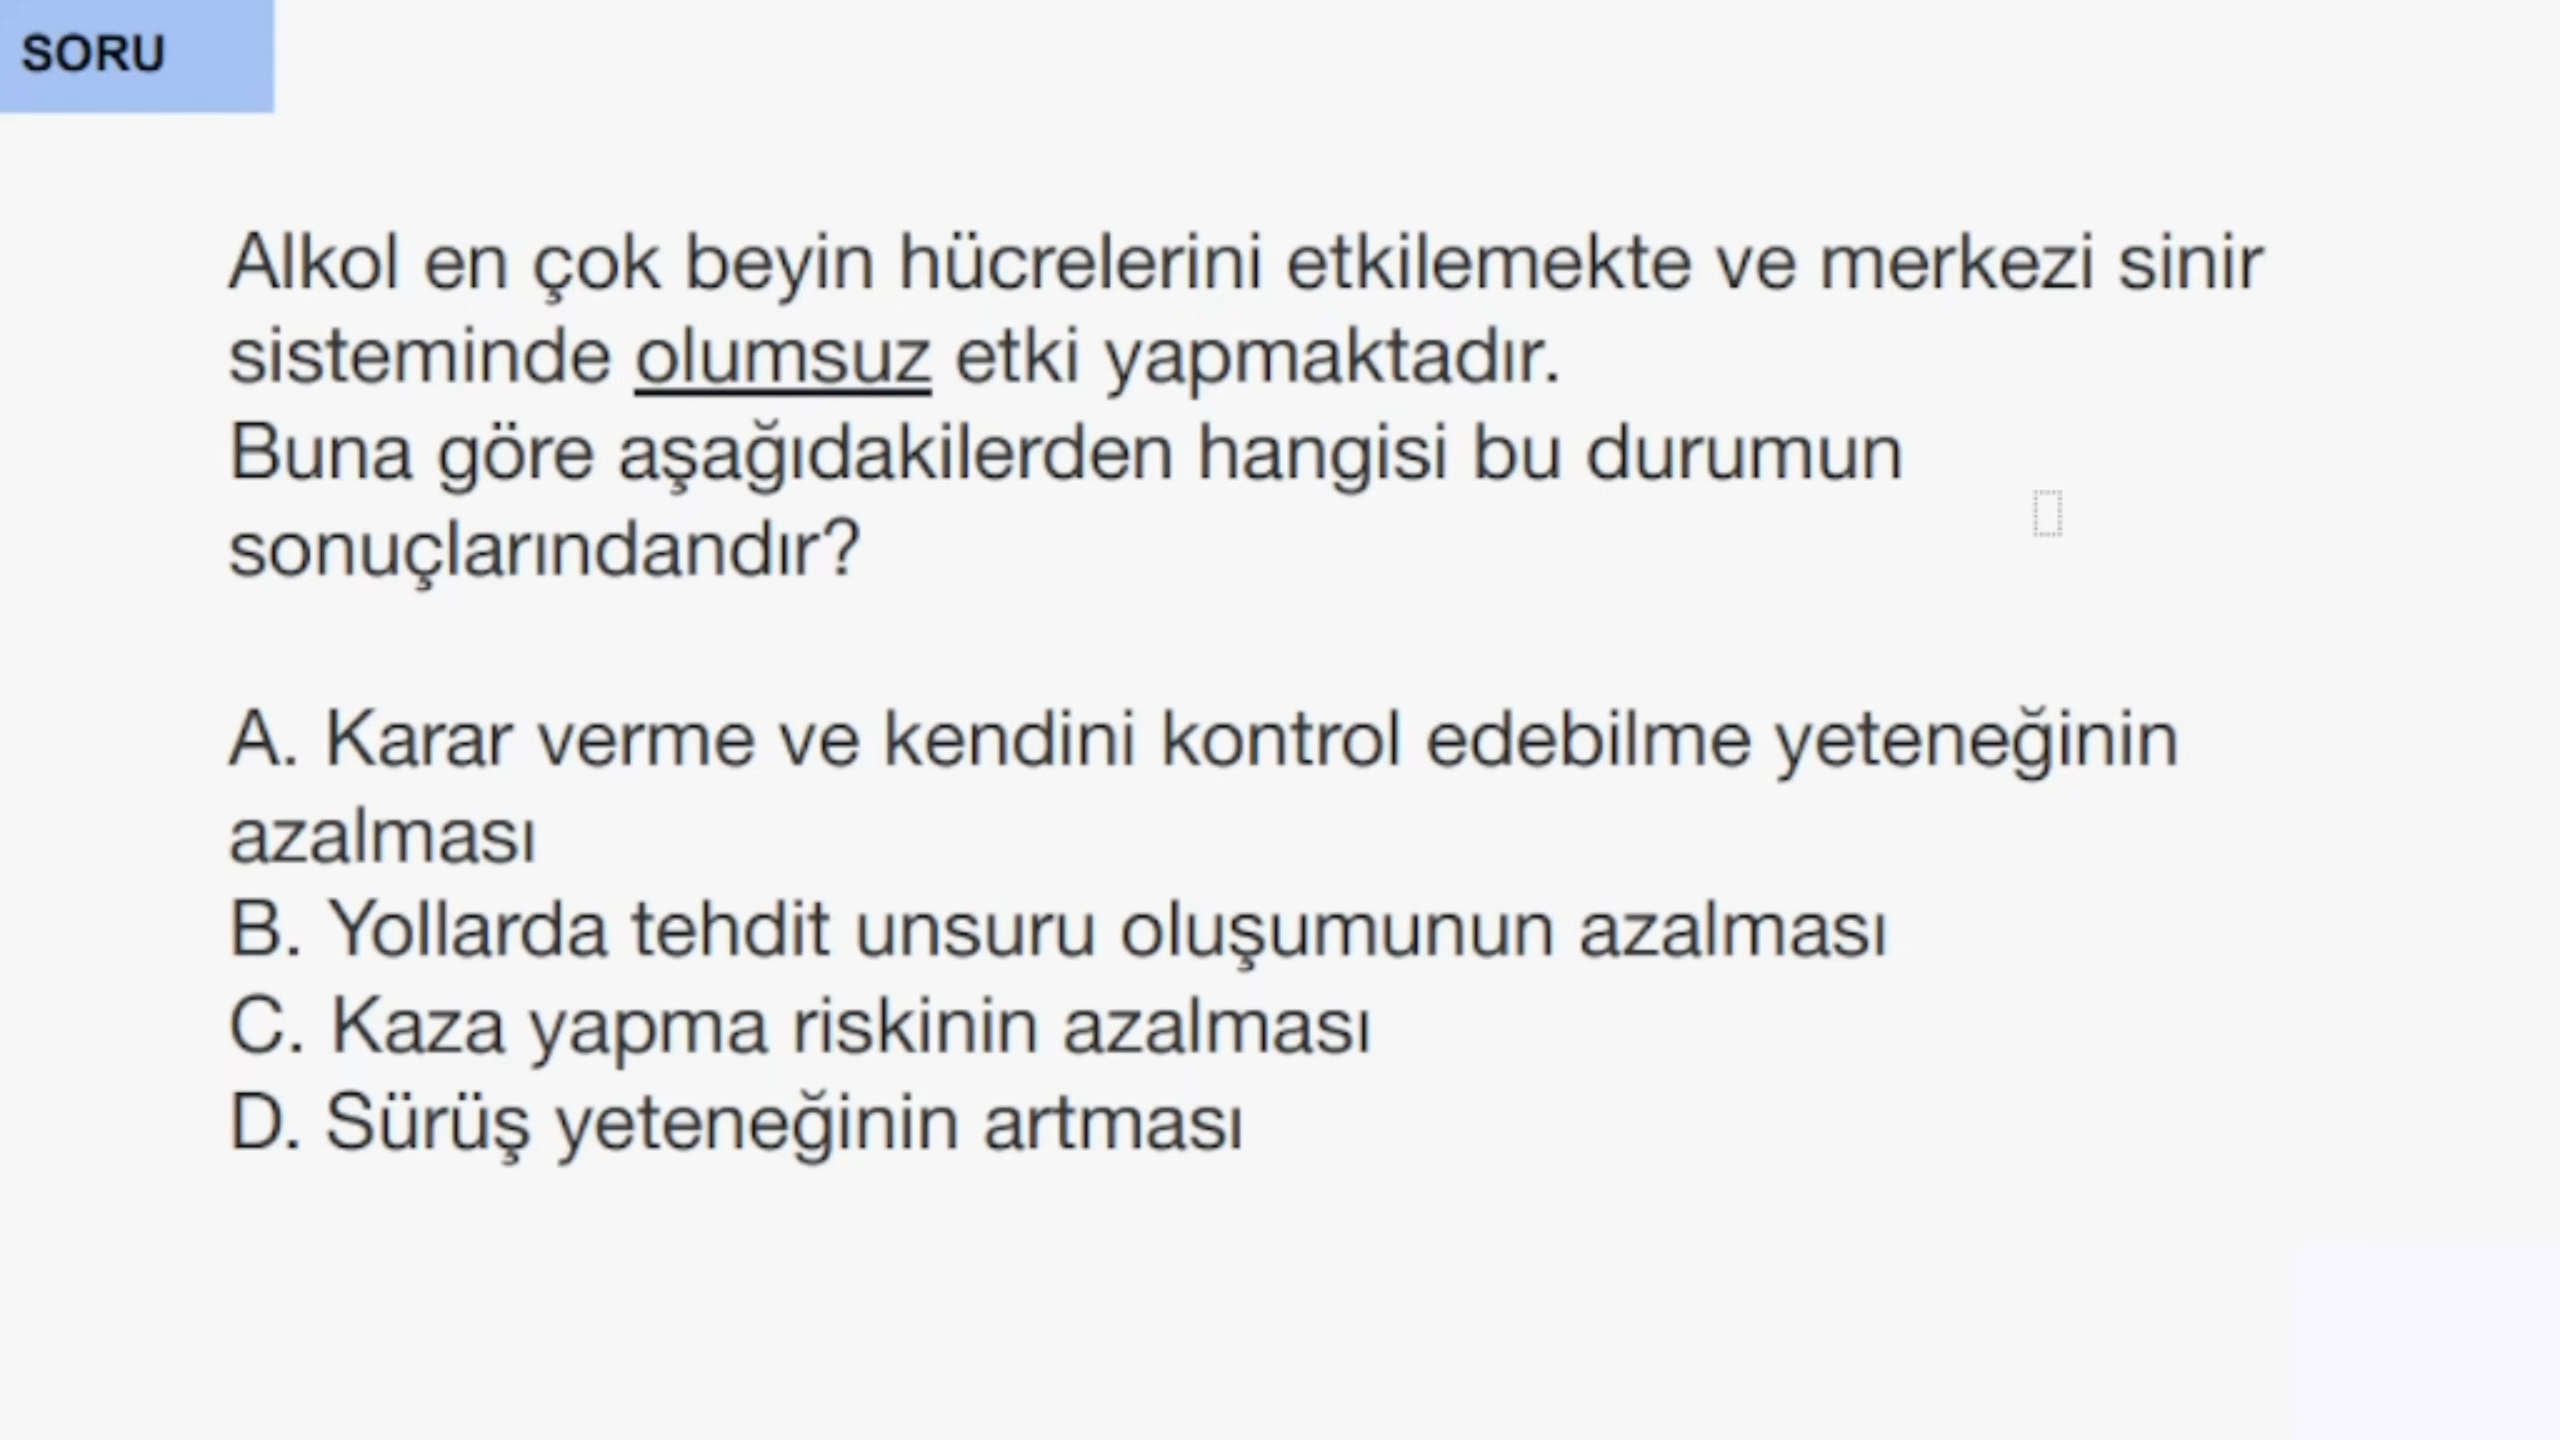 SORU
Alkol en çok beyin hücrelerini etkilemekte ve merkezi sinir
sisteminde olumsuz etki yapmaktadır.
Buna göre aşağıdakilerden hangisi bu durumun
sonuçlarındandır?
A. Karar verme ve kendini kontrol edebilme yeteneğinin
azalması
B. Yollarda tehdit unsuru oluşumunun azalması
C. Kaza yapma riskinin azalması
D. Sürüş yeteneğinin artması